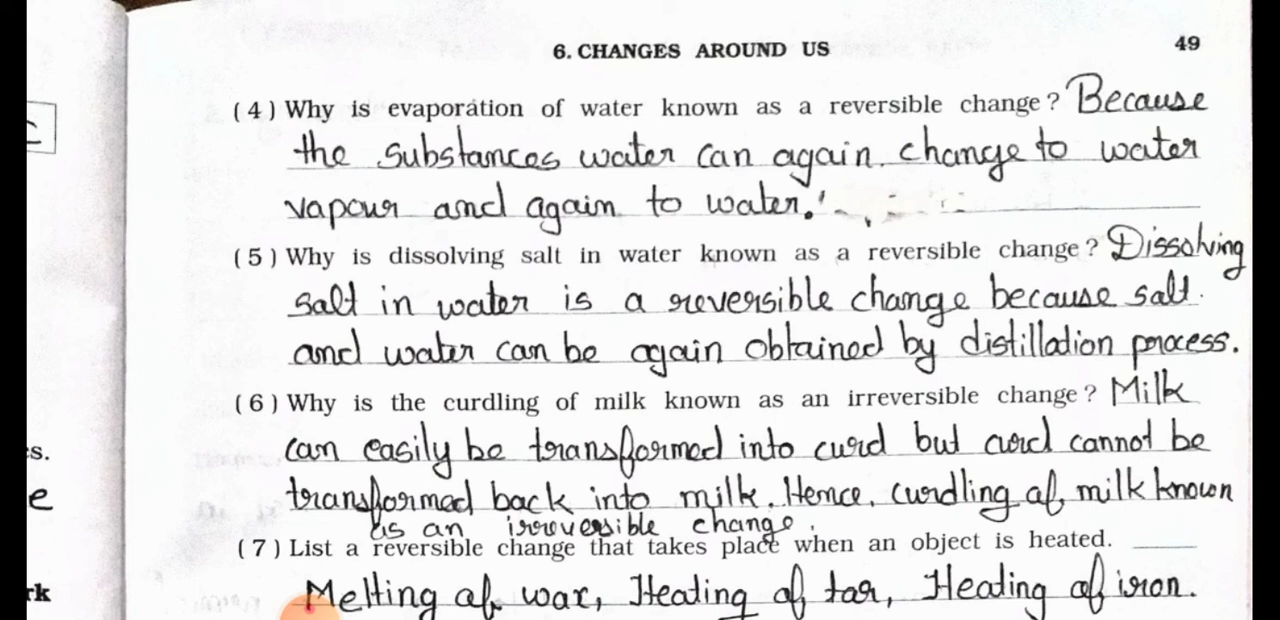 6. CHANGES AROUND US 49
(4) Why is evaporation of water known as a reversible change? Because
the substances water can again change to water
vapour and again to water.
(5) Why is dissolving salt in water known as a reversible change? Dissolving
salt in water is a reversible change because salt
and water can be again obtained by distillation process.
(6) Why is the curdling of milk known as an irreversible change? Milk
can easily be transformed into curd but curd cannot be
s.
transformed back into milk. Hence, curdling of milk known
e
as an irreversible change.
(7) List a reversible change that takes place when an object is heated.
rk
Melting of wax, Heating of tar, Heating of iron.